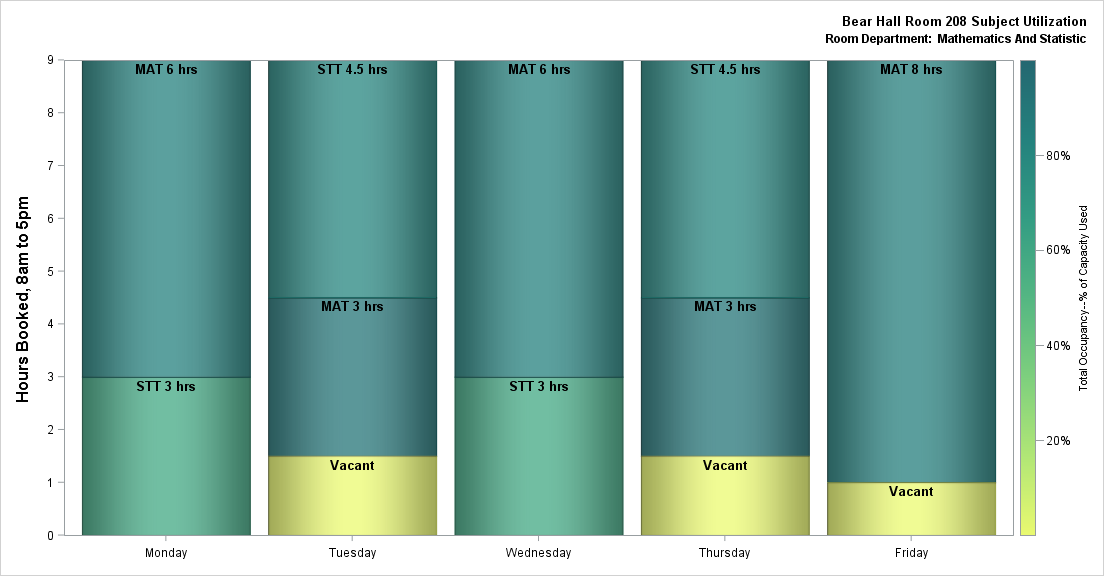 Bear Hall Room 208 Subject Utilization
Room Department: Mathematics And Statistic
Hours Booked, 8am to 5pm
9
8
7
6
5
4
3
2
1
0
MAT 6 hrs
STT 3 hrs
STT 4.5 hrs
MAT 3 hrs
Vacant
MAT 6 hrs
STT 3 hrs
STT 4.5 hrs
MAT 3 hrs
Vacant
MAT 8 hrs
Vacant
Monday
Tuesday
Wednesday
Thursday
Friday
80%
60%
40%
20%
Total Occupancy--% of Capacity Used